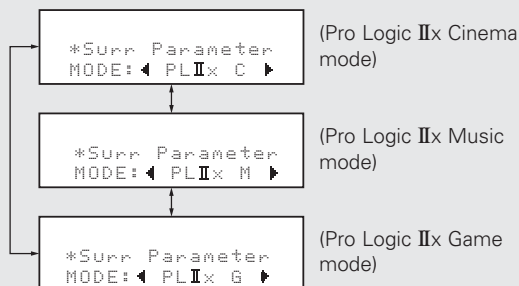 *Surr Parameter
MODE:◀ PLⅡx C ▶
(Pro Logic Ⅱx Cinema
mode)
*Surr Parameter
MODE:◀ PLⅡx M ▶
(Pro Logic Ⅱx Music
mode)
*Surr Parameter
MODE:◀ PLⅡx G ▶
(Pro Logic Ⅱx Game
mode)